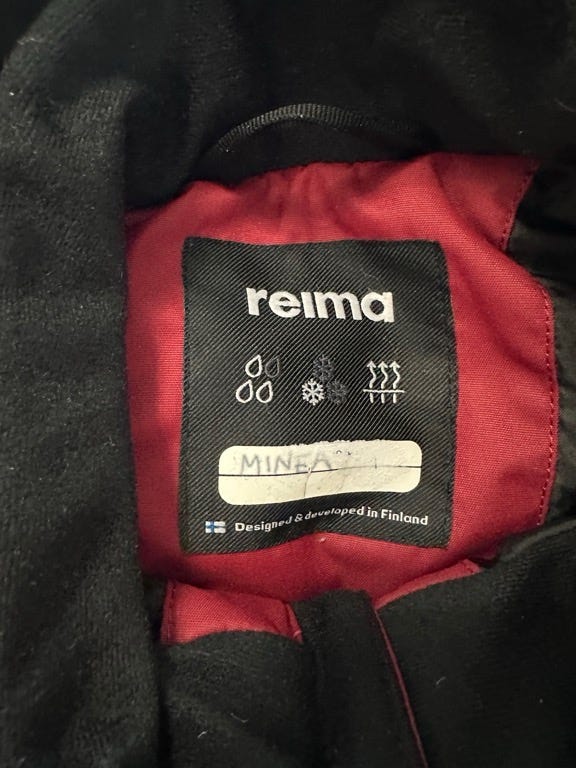 reima
MINEA
Designed & developed in Finland